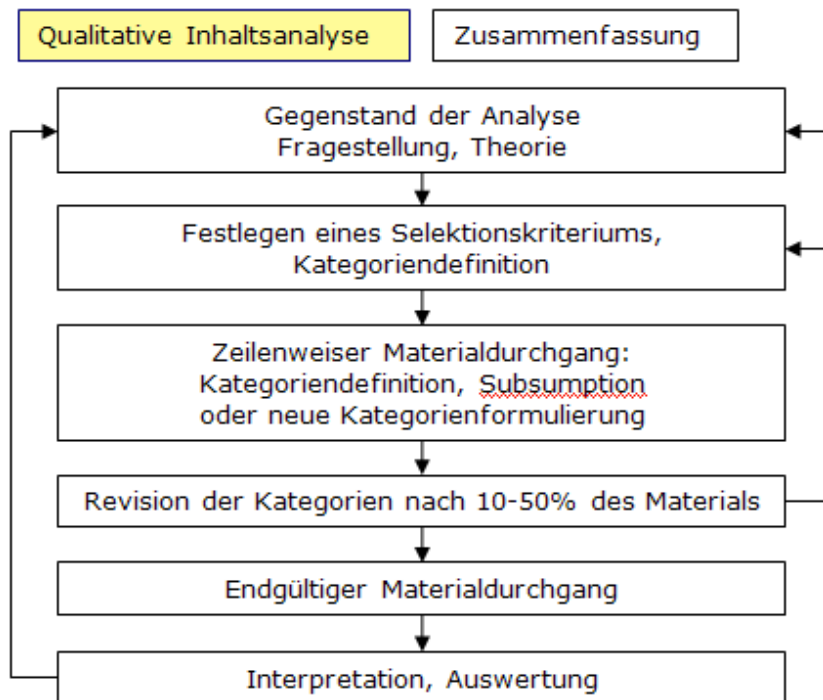 Qualitative Inhaltsanalyse
Zusammenfassung
Gegenstand der Analyse
Fragestellung, Theorie
Festlegen eines Selektionskriteriums,
Kategoriendefinition
Zeilenweiser Materialdurchgang:
Kategoriendefinition, Subsumption
oder neue Kategorienformulierung
Revision der Kategorien nach 10-50% des Materials
Endgültiger Materialdurchgang
Interpretation, Auswertung